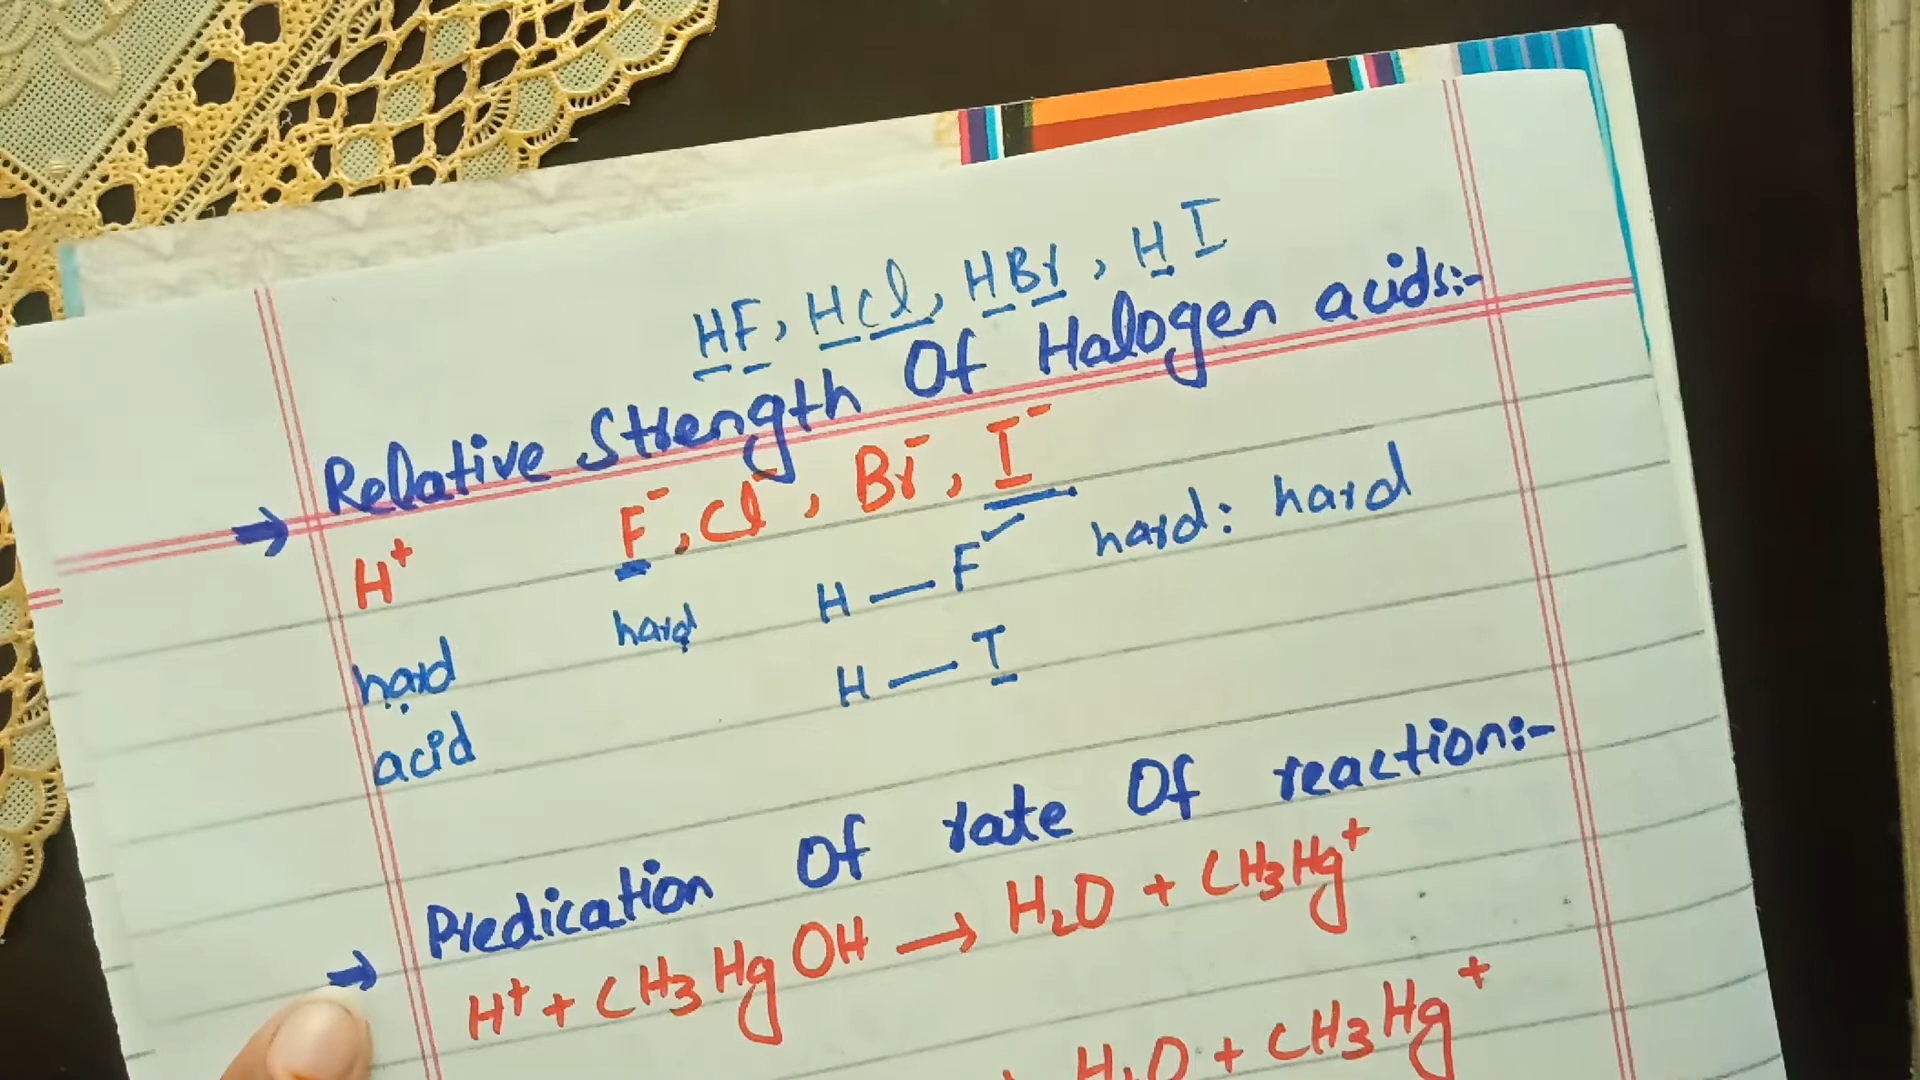 HF, HCl, HBr, HI
→ Relative Strength Of Halogen acids:-
H⁺ F⁻, Cl⁻, Br⁻, I⁻
hard acid
hard
H — F hard: hard
H — I
→ Predication Of rate Of reaction:-
H⁺ + CH3HgOH → H₂O + CH3Hg⁺
H₂O + CH3Hg⁺